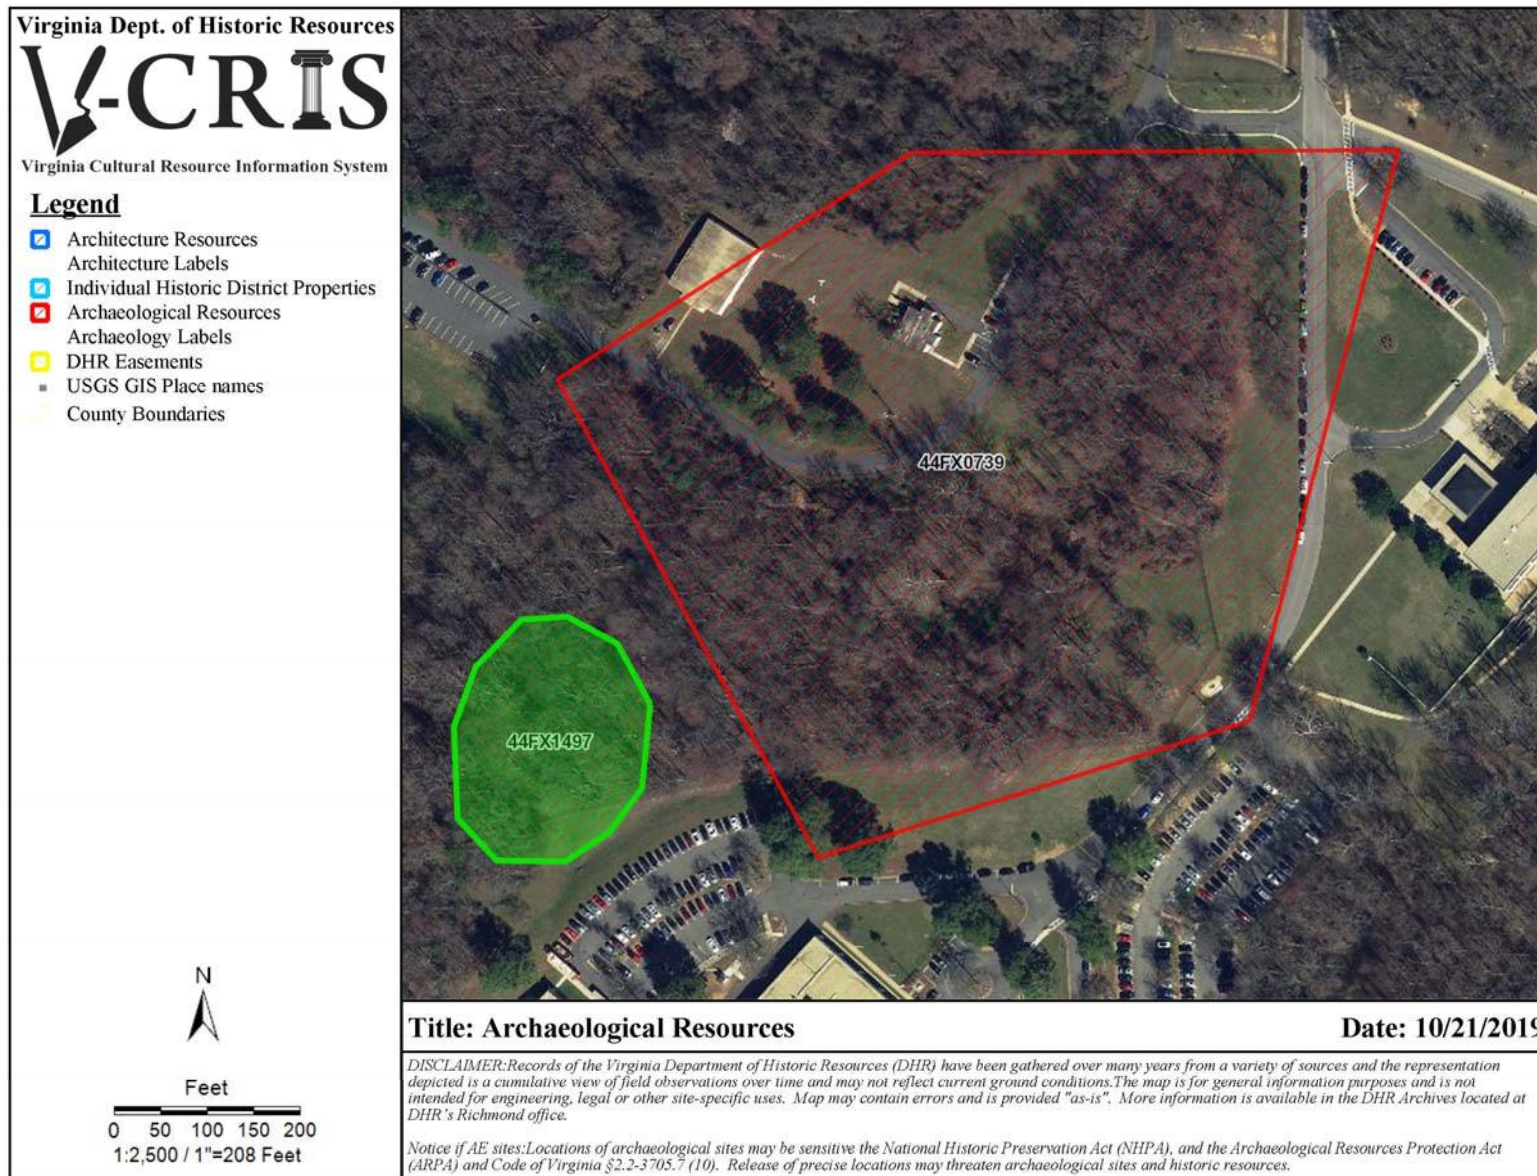 Virginia Dept. of Historic Resources
V-CRIS
Virginia Cultural Resource Information System
Legend
Architecture Resources
Architecture Labels
Individual Historic District Properties
Archaeological Resources
Archaeology Labels
DHR Easements
USGS GIS Place names
County Boundaries
44FX0739
44FX1497
N
Feet
0 50 100 150 200
1:2,500 / 1"=208 Feet
Title: Archaeological Resources
Date: 10/21/2019
DISCLAIMER:Records of the Virginia Department of Historic Resources (DHR) have been gathered over many years from a variety of sources and the representation
depicted is a cumulative view of field observations over time and may not reflect current ground conditions.The map is for general information purposes and is not
intended for engineering, legal or other site-specific uses. Map may contain errors and is provided "as-is". More information is available in the DHR Archives located at
DHR's Richmond office.
Notice if AE sites:Locations of archaeological sites may be sensitive the National Historic Preservation Act (NHPA), and the Archaeological Resources Protection Act
(ARPA) and Code of Virginia §2.2-3705.7 (10). Release of precise locations may threaten archaeological sites and historic resources.